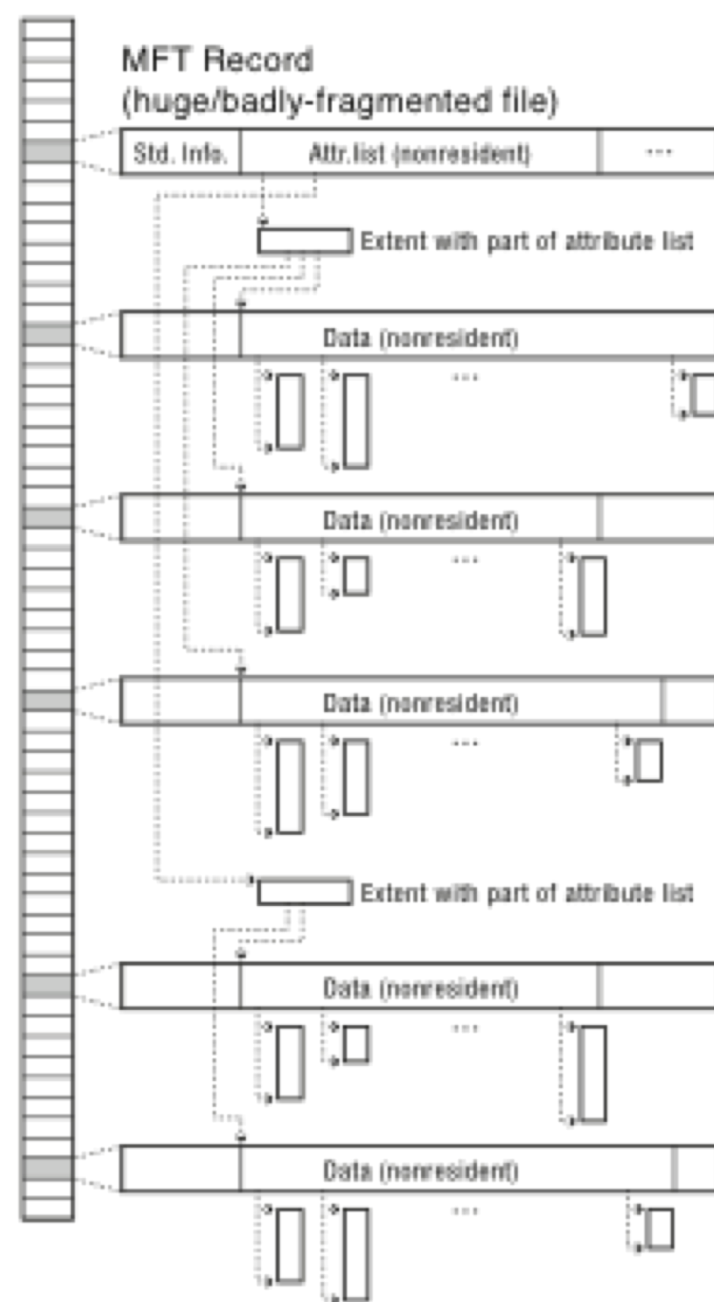 MFT Record
(huge/badly-fragmented file)
Std. Info. Attr.list (nonresident) ...
Extent with part of attribute list
Data (nonresident)
...
Data (nonresident)
...
Data (nonresident)
...
Extent with part of attribute list
Data (nonresident)
...
Data (nonresident)
...